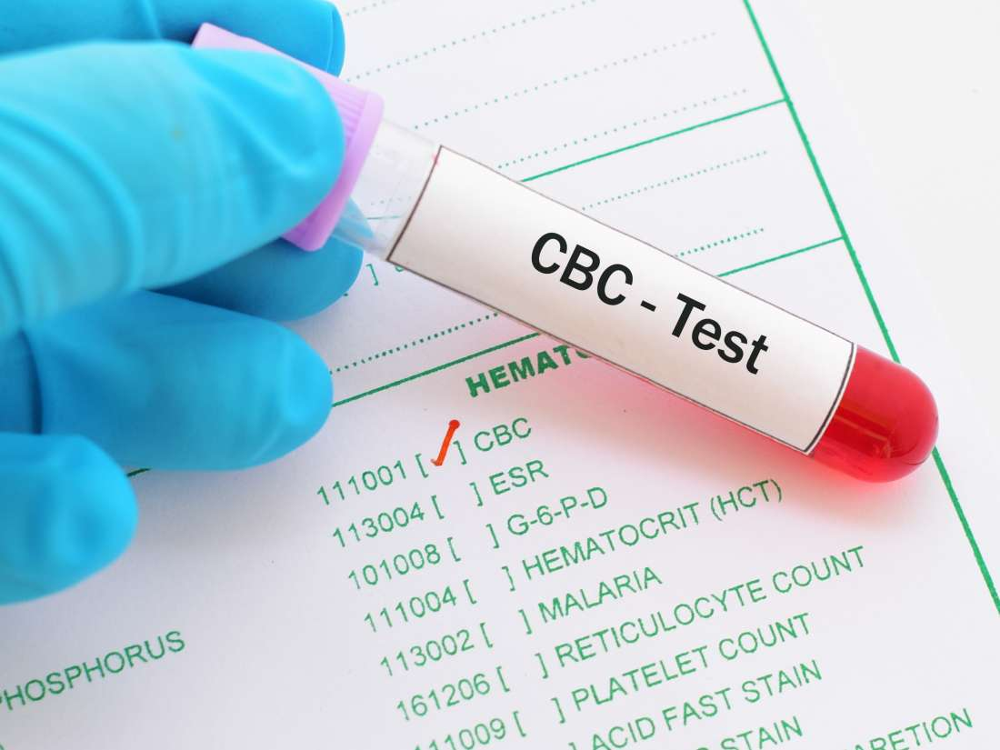 CBC - Test
HEMATO
111001 [ ] CBC
113004 [ ] ESR
101008 [ ] G-6-P-D
111004 [ ] HEMATOCRIT (HCT)
113002 [ ] MALARIA
161206 [ ] RETICULOCYTE COUNT
111009 [ ] PLATELET COUNT
] ACID FAST STAIN
STAIN
ARETION
PHOSPHORUS